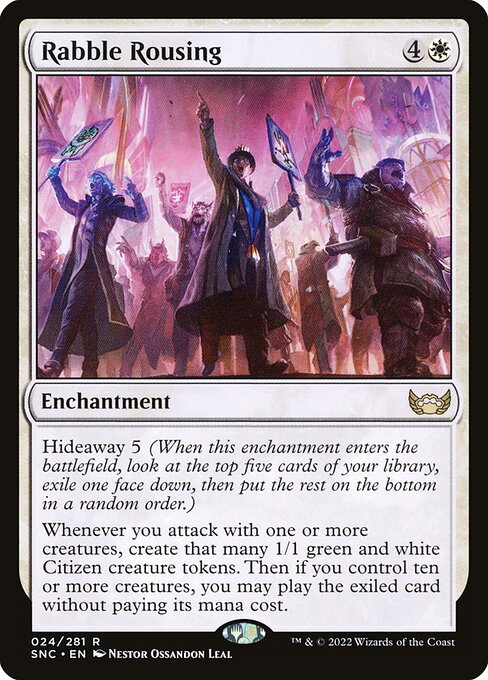 Rabble Rousing 4
Enchantment
Hideaway 5 (When this enchantment enters the
battlefield, look at the top five cards of your library,
exile one face down, then put the rest on the bottom
in a random order.)
Whenever you attack with one or more
creatures, create that many 1/1 green and white
Citizen creature tokens. Then if you control ten
or more creatures, you may play the exiled card
without paying its mana cost.
024/281 R
SNC • EN Nestor Ossandon Leal
™ & © 2022 Wizards of the Coast